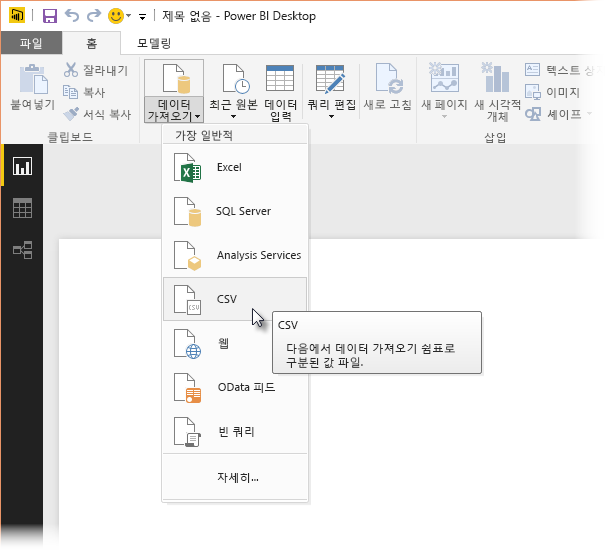 제목 없음 - Power BI Desktop
파일 홈 모델링
붙여넣기
잘라내기
복사
서식 복사
클립보드
데이터
가져오기
최근 원본
데이터
입력
쿼리 편집
새로 고침
새 페이지
새 시각적
개체
텍스트 상
이미지
셰이프
삽입
가장 일반적
Excel
SQL Server
Analysis Services
CSV
웹
OData 피드
빈 쿼리
자세히...
CSV
다음에서 데이터 가져오기 쉼표로
구분된 값 파일.